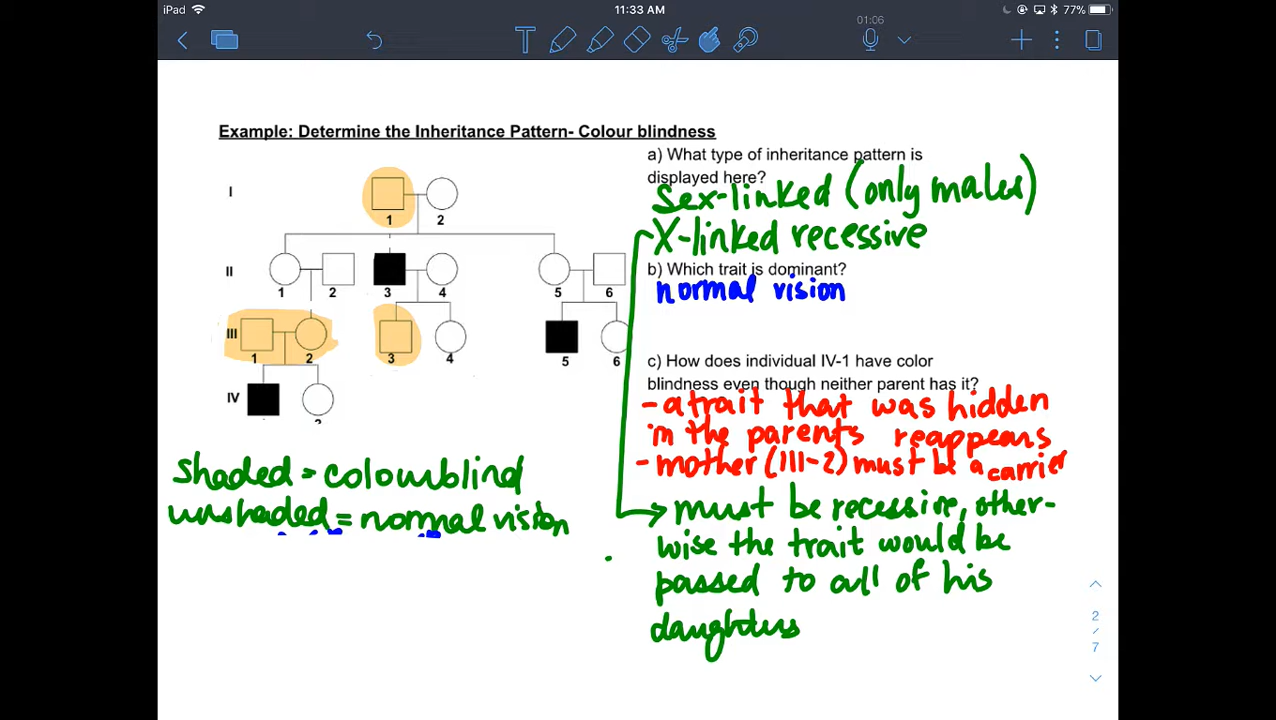 iPad
11:33 AM
77%
01:06
Example: Determine the Inheritance Pattern- Colour blindness
a) What type of inheritance pattern is
displayed here?
Sex-linked (only males)
X-linked recessive
b) Which trait is dominant?
normal vision
c) How does individual IV-1 have color
blindness even though neither parent has it?
- a trait that was hidden
in the parents reappears
- mother (III-2) must be a carrier
must be recessive, other-
wise the trait would be
passed to all of his
daughters
I
1
2
II
1
2
3
4
5
6
III
1
2
3
4
5
6
IV
Shaded = colourblind
unshaded = normal vision
2
7